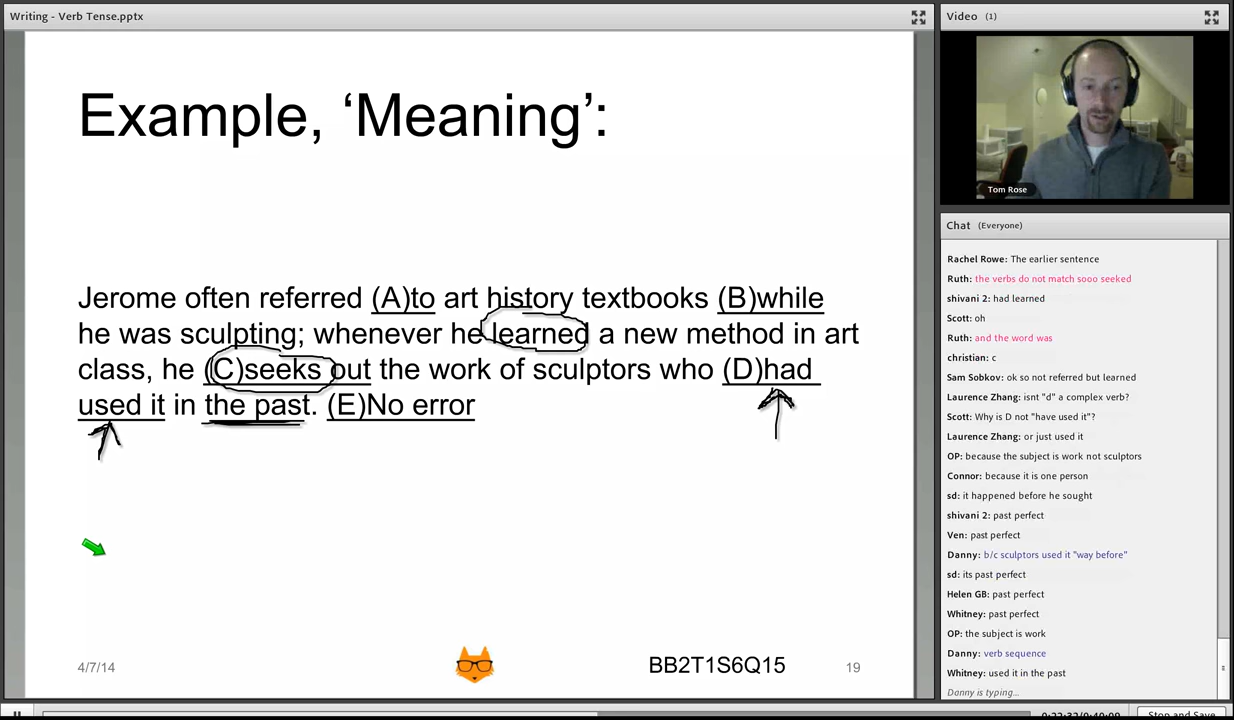 Writing - Verb Tense.pptx
Example, ‘Meaning’:
Jerome often referred (A)to art history textbooks (B)while
he was sculpting; whenever he learned a new method in art
class, he (C)seeks out the work of sculptors who (D)had
used it in the past. (E)No error
4/7/14
BB2T1S6Q15
19
Video (1)
Tom Rose
Chat (Everyone)
Rachel Rowe: The earlier sentence
Ruth: the verbs do not match sooo seeked
shivani 2: had learned
Scott: oh
Ruth: and the word was
christian: c
Sam Sobkov: ok so not referred but learned
Laurence Zhang: isnt "d" a complex verb?
Scott: Why is D not "have used it"?
Laurence Zhang: or just used it
OP: because the subject is work not sculptors
Connor: because it is one person
sd: it happened before he sought
shivani 2: past perfect
Ven: past perfect
Danny: b/c sculptors used it "way before"
sd: its past perfect
Helen GB: past perfect
Whitney: past perfect
OP: the subject is work
Danny: verb sequence
Whitney: used it in the past
Danny is typing...
Stop and Save